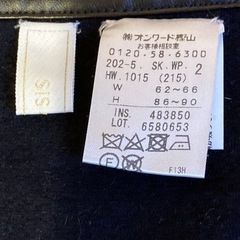 SIS
㈱オンワード樫山
お客様相談室
0120.58.6300
202-5. SK.WP. 2
HW.1015 (215)
W 62-66
H 86-90
INS. 483850
LOT. 6580653
F W
F13H